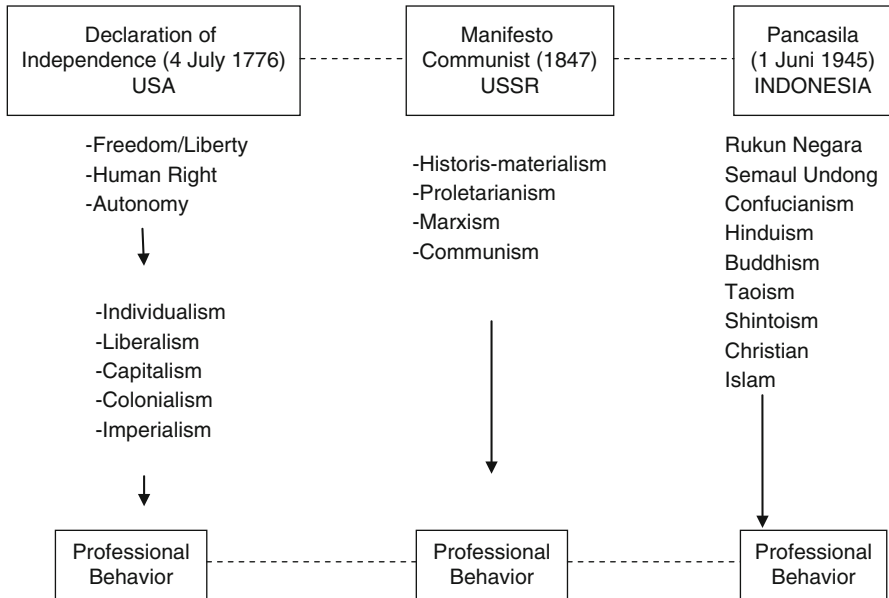 Declaration of
Independence (4 July 1776)
USA
-Freedom/Liberty
-Human Right
-Autonomy
-Individualism
-Liberalism
-Capitalism
-Colonialism
-Imperialism
Professional
Behavior
Manifesto
Communist (1847)
USSR
-Historis-materialism
-Proletarianism
-Marxism
-Communism
Professional
Behavior
Pancasila
(1 Juni 1945)
INDONESIA
Rukun Negara
Semaul Undong
Confucianism
Hinduism
Buddhism
Taoism
Shintoism
Christian
Islam
Professional
Behavior